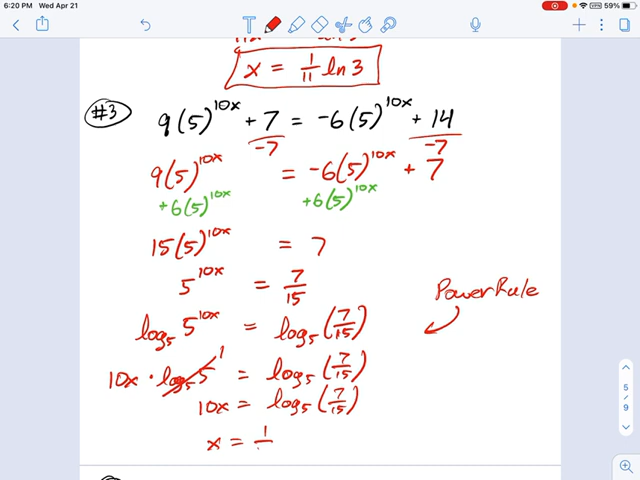 6:20 PM Wed Apr 21
59%
x = 1/11 ln 3
#3
9(5)^10x + 7 = -6(5)^10x + 14
-7 -7
9(5)^10x = -6(5)^10x + 7
+6(5)^10x +6(5)^10x
15(5)^10x = 7
5^10x = 7/15
Power Rule
log₅ 5^10x = log₅(7/15)
10x · log₅ 5 1 = log₅(7/15)
10x = log₅(7/15)
x = 1
5
/
9